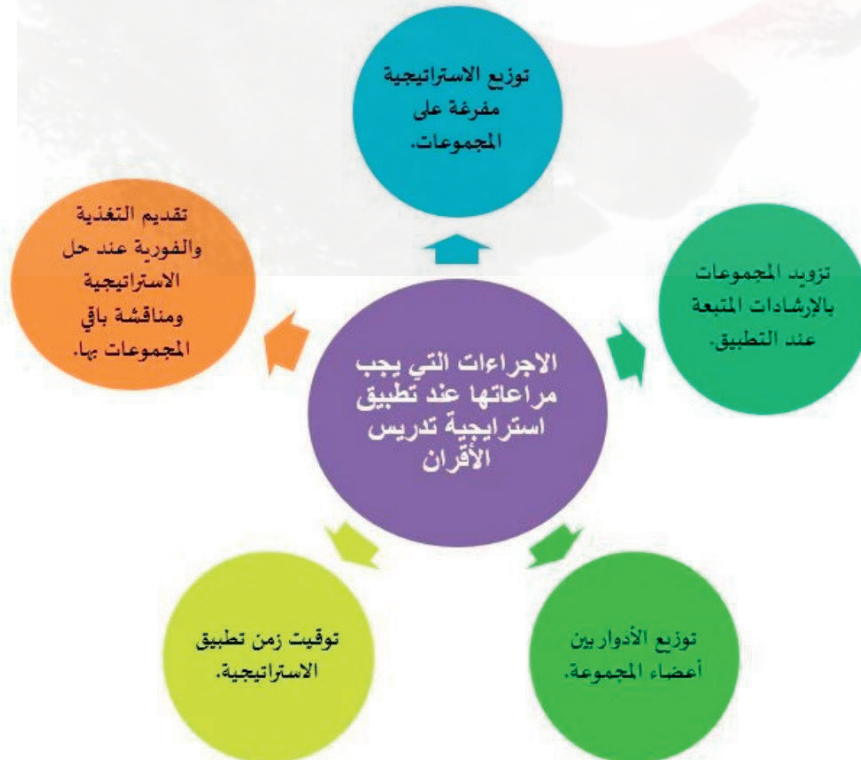 توزيع الاستراتيجية
مفرغة على
المجموعات.
تزويد المجموعات
بالإرشادات المتبعة
عند التطبيق.
توزيع الأدوار بين
أعضاء المجموعة.
توقيت زمن تطبيق
الاستراتيجية.
تقديم التغذية
والفورية عند حل
الاستراتيجية
ومناقشة باقي
المجموعات بها.
الاجراءات التي يجب
مراعاتها عند تطبيق
استرايجية تدريس
الأقران